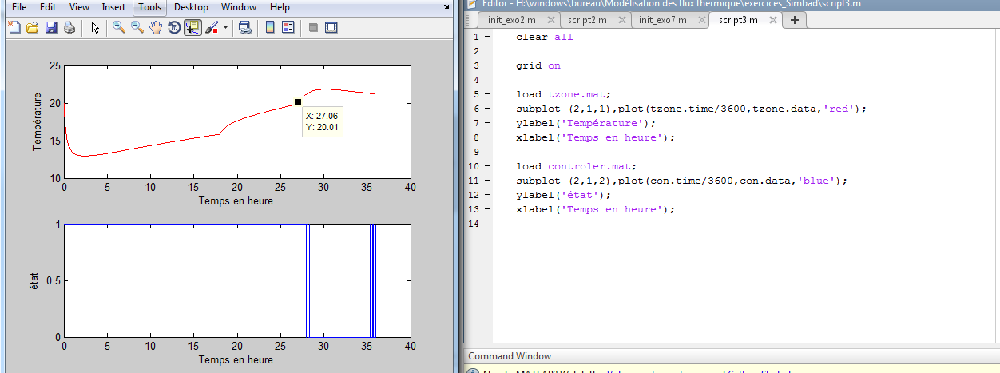 File Edit View Insert Tools Desktop Window Help
25
20
15
10
Température
X: 27.06
Y: 20.01
0 5 10 15 20 25 30 35 40
Temps en heure
1
0.5
0
état
0 5 10 15 20 25 30 35 40
Temps en heure
Editor - H:\windows\bureau\Modélisation des flux thermique\exercices_Simbad\script3.m
init_exo2.m script2.m init_exo7.m script3.m
1 clear all
2
3 grid on
4
5 load tzone.mat;
6 subplot (2,1,1),plot(tzone.time/3600,tzone.data,'red');
7 ylabel('Température');
8 xlabel('Temps en heure');
9
10 load controler.mat;
11 subplot (2,1,2),plot(con.time/3600,con.data,'blue');
12 ylabel('état');
13 xlabel('Temps en heure');
14
Command Window